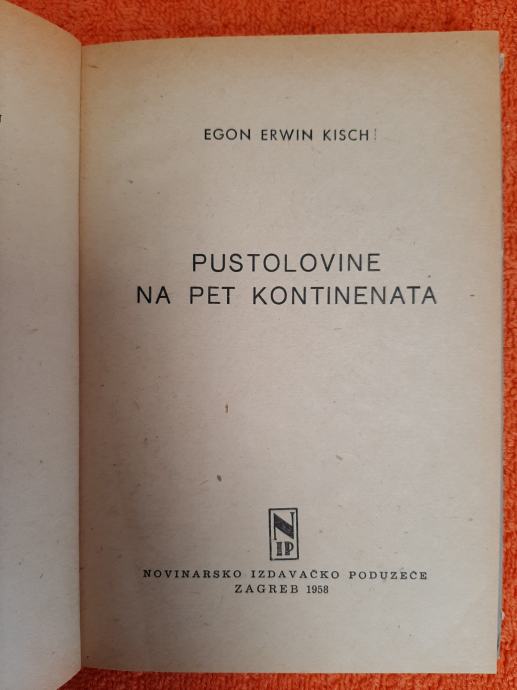 EGON ERWIN KISCH
PUSTOLOVINE
NA PET KONTINENATA
N
IP
NOVINARSKO IZDAVAČKO PODUZEĆE
ZAGREB 1958